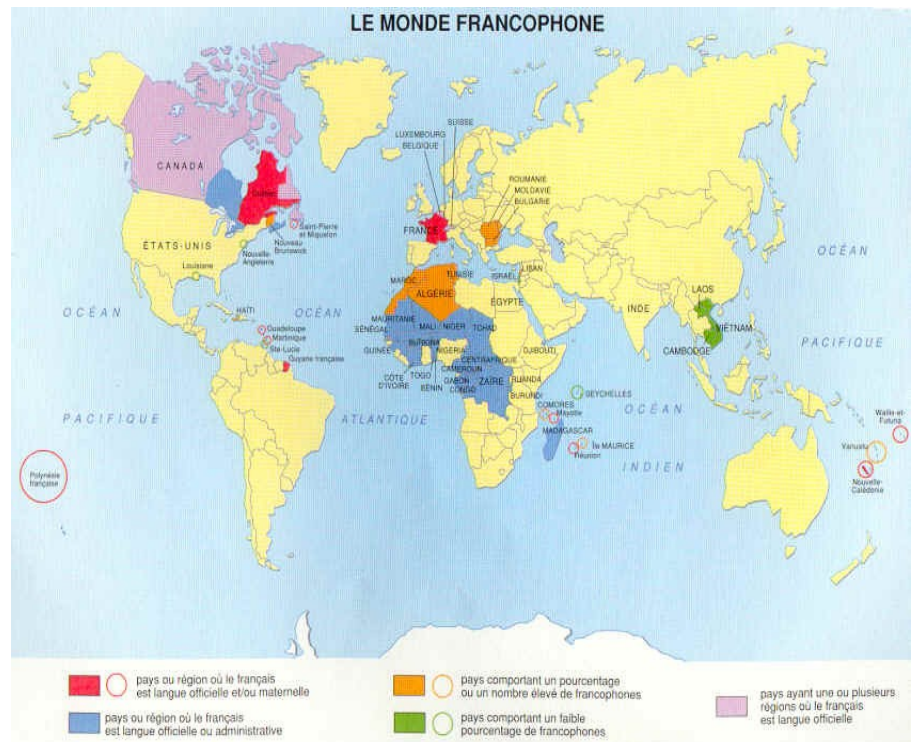 LE MONDE FRANCOPHONE
SUISSE
LUXEMBOURG
BELGIQUE
CANADA
Québec
ROUMANIE
MOLDAVIE
BULGARIE
FRANCE
Saint-Pierre
et Miquelon
Nouveau-
Brunswick
ÉTATS-UNIS
Nouvelle-
Angleterre
Louisiane
OCÉAN
PACIFIQUE
OCÉAN
ATLANTIQUE
HAÏTI
Guadeloupe
Martinique
Ste-Lucie
Guyane française
MAROC
TUNISIE
ALGÉRIE
ISRAEL
LIBAN
ÉGYPTE
MAURITANIE
SÉNÉGAL
MALI
NIGER
TCHAD
GUINÉE
BURKINA
NIGERIA
DJIBOUTI
CENTRAFRIQUE
CÔTE
D'IVOIRE
TOGO
BÉNIN
CAMEROUN
GABON
CONGO
ZAÏRE
RUANDA
BURUNDI
SEYCHELLES
COMORES
Mayotte
MADAGASCAR
ÎLE MAURICE
Réunion
OCÉAN
INDIEN
INDE
LAOS
VIÊTNAM
CAMBODGE
OCÉAN
PACIFIQUE
Wallis-et-
Futuna
Vanuatu
Nouvelle-
Calédonie
Polynésie
française
pays ou région où le français
est langue officielle et/ou maternelle
pays ou région où le français
est langue officielle ou administrative
pays comportant un pourcentage
ou un nombre élevé de francophones
pays comportant un faible
pourcentage de francophones
pays ayant une ou plusieurs
régions où le français
est langue officielle